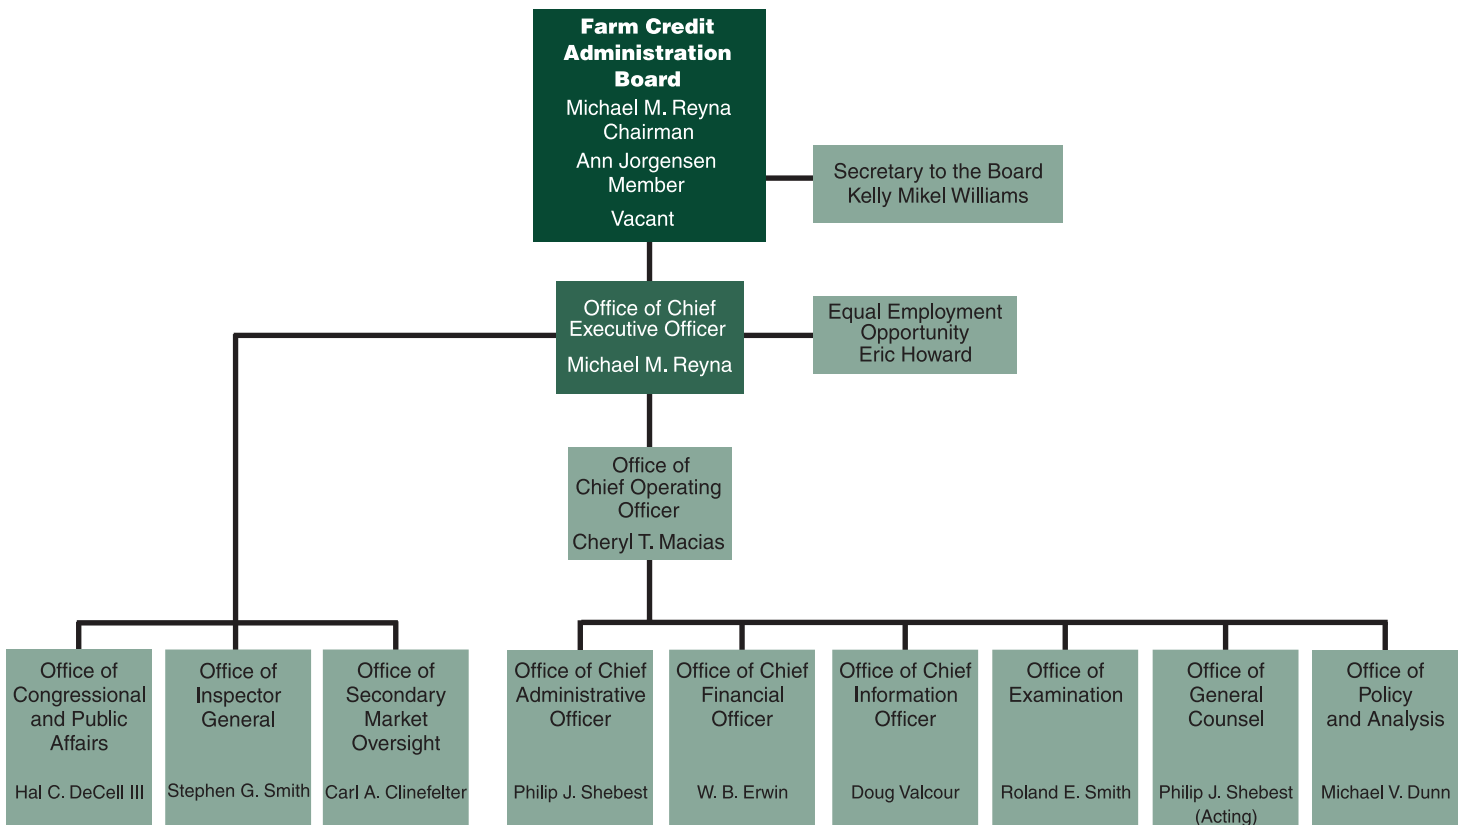 Farm Credit
Administration
Board
Michael M. Reyna
Chairman
Ann Jorgensen
Member
Vacant
Secretary to the Board
Kelly Mikel Williams
Office of Chief
Executive Officer
Michael M. Reyna
Equal Employment
Opportunity
Eric Howard
Office of
Chief Operating
Officer
Cheryl T. Macias
Office of
Congressional
and Public
Affairs
Hal C. DeCell III
Office of
Inspector
General
Stephen G. Smith
Office of
Secondary
Market
Oversight
Carl A. Clinefelter
Office of Chief
Administrative
Officer
Philip J. Shebest
Office of Chief
Financial
Officer
W. B. Erwin
Office of Chief
Information
Officer
Doug Valcour
Office of
Examination
Roland E. Smith
Office of
General
Counsel
Philip J. Shebest
(Acting)
Office of
Policy
and Analysis
Michael V. Dunn